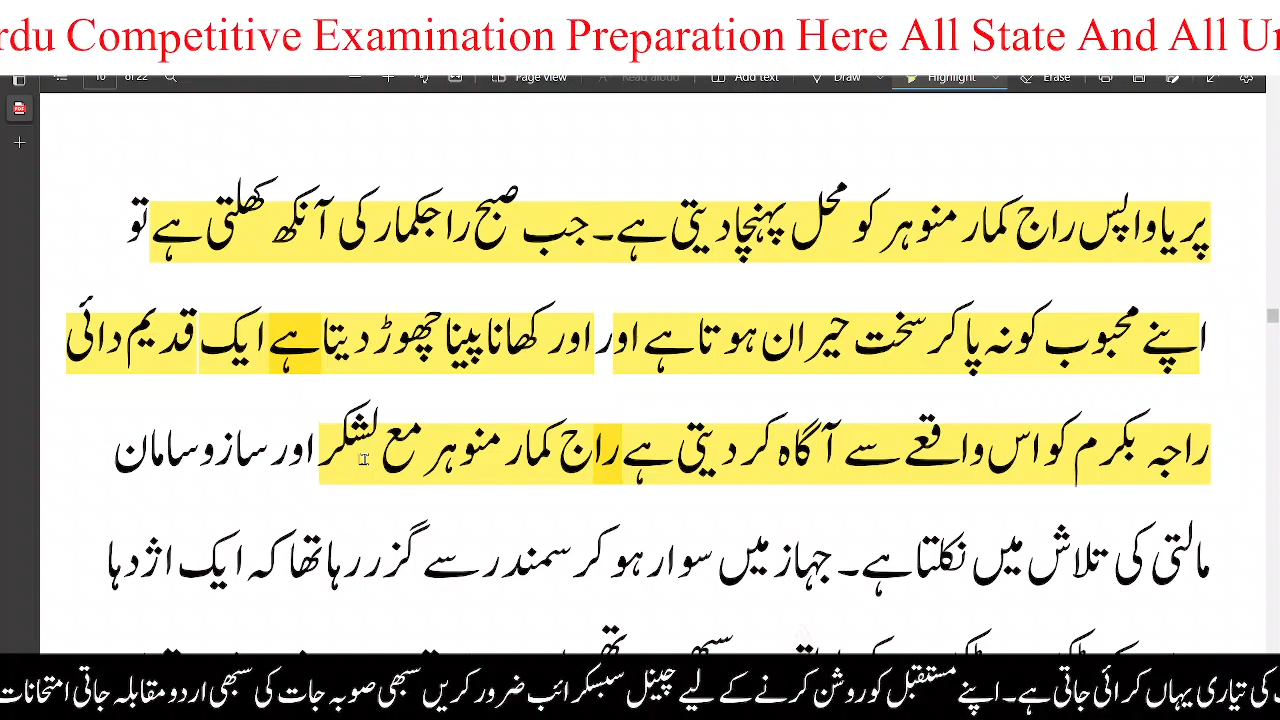 rdu Competitive Examination Preparation Here All State And All Un
10 of 22 Page view Read aloud Add text Draw Highlight Erase
پریا واپس راج کمار منوہر کو محل پہنچا دیتی ہے۔ جب صبح راجکمار کی آنکھ کھلتی ہے تو
اپنے محبوب کو نہ پا کر سخت حیران ہوتا ہے اور اور کھانا پینا چھوڑ دیتا ہے ایک قدیم دائی
راجہ بکرم کو اس واقعے سے آگاہ کر دیتی ہے راج کمار منوہر مع لشکر اور ساز و سامان
مالتی کی تلاش میں نکلتا ہے۔ جہاز میں سوار ہو کر سمندر سے گزر رہا تھا کہ ایک اژدہا
کی تیاری یہاں کرائی جاتی ہے۔ اپنے مستقبل کو روشن کرنے کے لیے چینل سبسکرائب ضرور کریں سبھی صوبہ جات کی سبھی اردو مقابلہ جاتی امتحانات